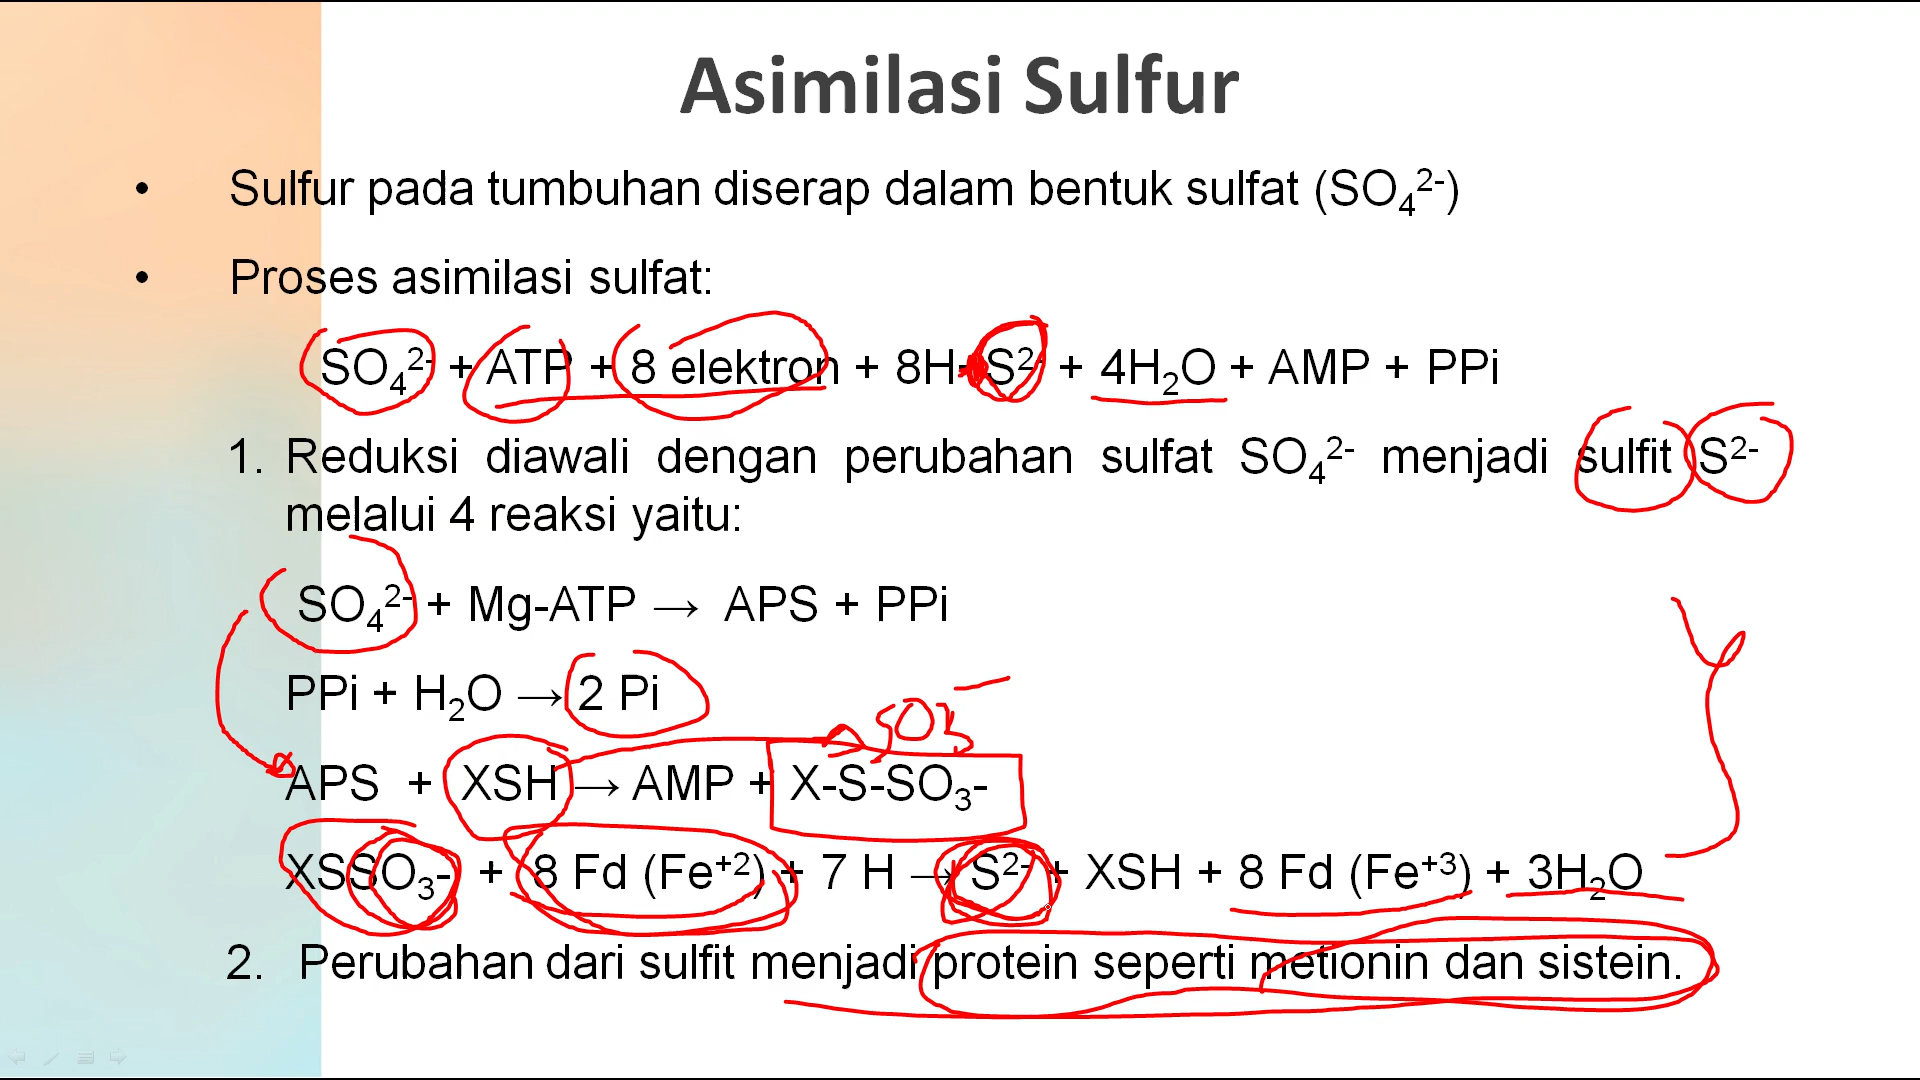 Asimilasi Sulfur
• Sulfur pada tumbuhan diserap dalam bentuk sulfat (SO₄²⁻)
• Proses asimilasi sulfat:
SO₄²⁻ + ATP + 8 elektron + 8H S²⁻ + 4H₂O + AMP + PPi
1. Reduksi diawali dengan perubahan sulfat SO₄²⁻ menjadi sulfit S²⁻
melalui 4 reaksi yaitu:
SO₄²⁻ + Mg-ATP → APS + PPi
PPi + H₂O → 2 Pi
SO₃⁻
APS + XSH → AMP + X-S-SO₃-
XSSO₃- + 8 Fd (Fe⁺²) + 7 H → S²⁻ + XSH + 8 Fd (Fe⁺³) + 3H₂O
2. Perubahan dari sulfit menjadi protein seperti metionin dan sistein.